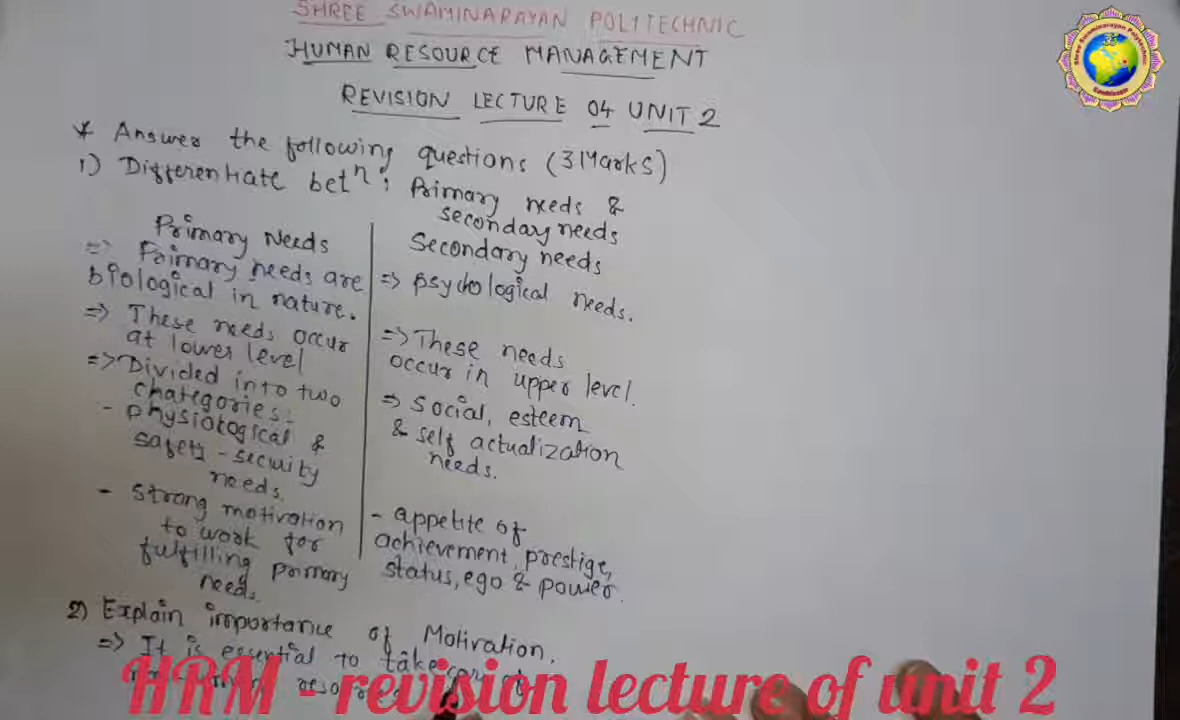 SHREE SWAMINARAYAN POLYTECHNIC
HUMAN RESOURCE MANAGEMENT
REVISION LECTURE 04 UNIT 2
* Answer the following questions (3 Marks)
1) Differentiate betn : Primary needs &
secondary needs
Primary Needs
=> Primary needs are
biological in nature.
=> These needs occur
at lower level
=> Divided into two
chategories:
- physiological &
safety - security
needs.
- Strong motivation
to work for
fulfilling primary
needs.
Secondary needs
=> psychological needs.
=> These needs
occur in upper level.
=> Social, esteem
& self actualization
needs.
- appetite of
achievement, prestige,
status, ego & power.
2) Explain importance of Motivation.
=> It is essential to take
HRM - revision lecture of unit 2
Shree Swaminarayan Polytechnic
Gandhinagar